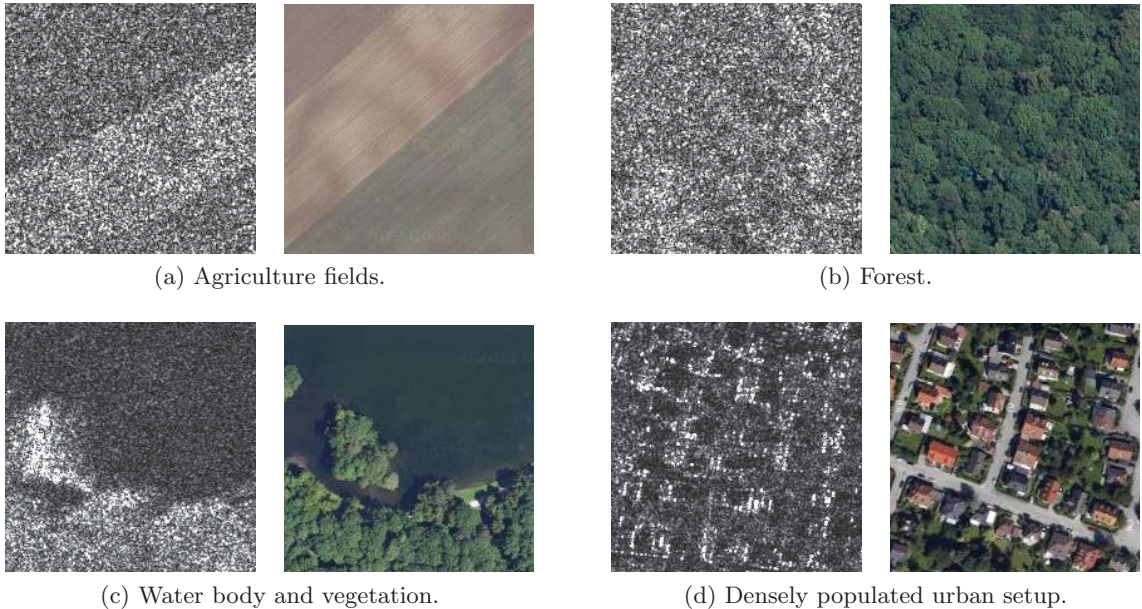 (a) Agriculture fields.
(b) Forest.
(c) Water body and vegetation.
(d) Densely populated urban setup.